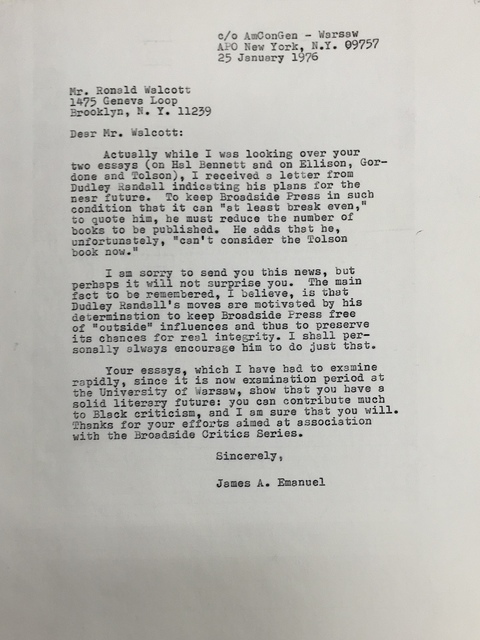 c/o AmConGen - Warsaw
APO New York, N.Y. 09757
25 January 1976
Mr. Ronald Walcott
1475 Geneva Loop
Brooklyn, N. Y. 11239
Dear Mr. Walcott:
Actually while I was looking over your
two essays (on Hal Bennett and on Ellison, Gor-
done and Tolson), I received a letter from
Dudley Randall indicating his plans for the
near future. To keep Broadside Press in such
condition that it can "at least break even,"
to quote him, he must reduce the number of
books to be published. He adds that he,
unfortunately, "can't consider the Tolson
book now."
I am sorry to send you this news, but
perhaps it will not surprise you. The main
fact to be remembered, I believe, is that
Dudley Randall's moves are motivated by his
determination to keep Broadside Press free
of "outside" influences and thus to preserve
its chances for real integrity. I shall per-
sonally always encourage him to do just that.
Your essays, which I have had to examine
rapidly, since it is now examination period at
the University of Warsaw, show that you have a
solid literary future: you can contribute much
to Black criticism, and I am sure that you will.
Thanks for your efforts aimed at association
with the Broadside Critics Series.
Sincerely,
James A. Emanuel